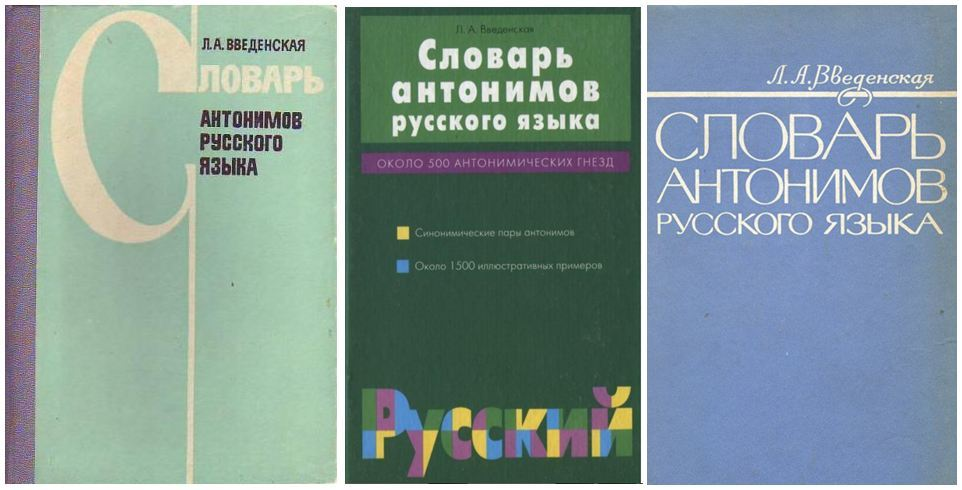 Л.А. ВВЕДЕНСКАЯ
СЛОВАРЬ
АНТОНИМОВ
РУССКОГО
ЯЗЫКА
Л. А. Введенская
Словарь
антонимов
русского языка
ОКОЛО 500 АНТОНИМИЧЕСКИХ ГНЕЗД
Синонимические пары антонимов
Около 1500 иллюстративных примеров
Русский
Л.А.Введенская
СЛОВАРЬ
АНТОНИМОВ
РУССКОГО ЯЗЫКА